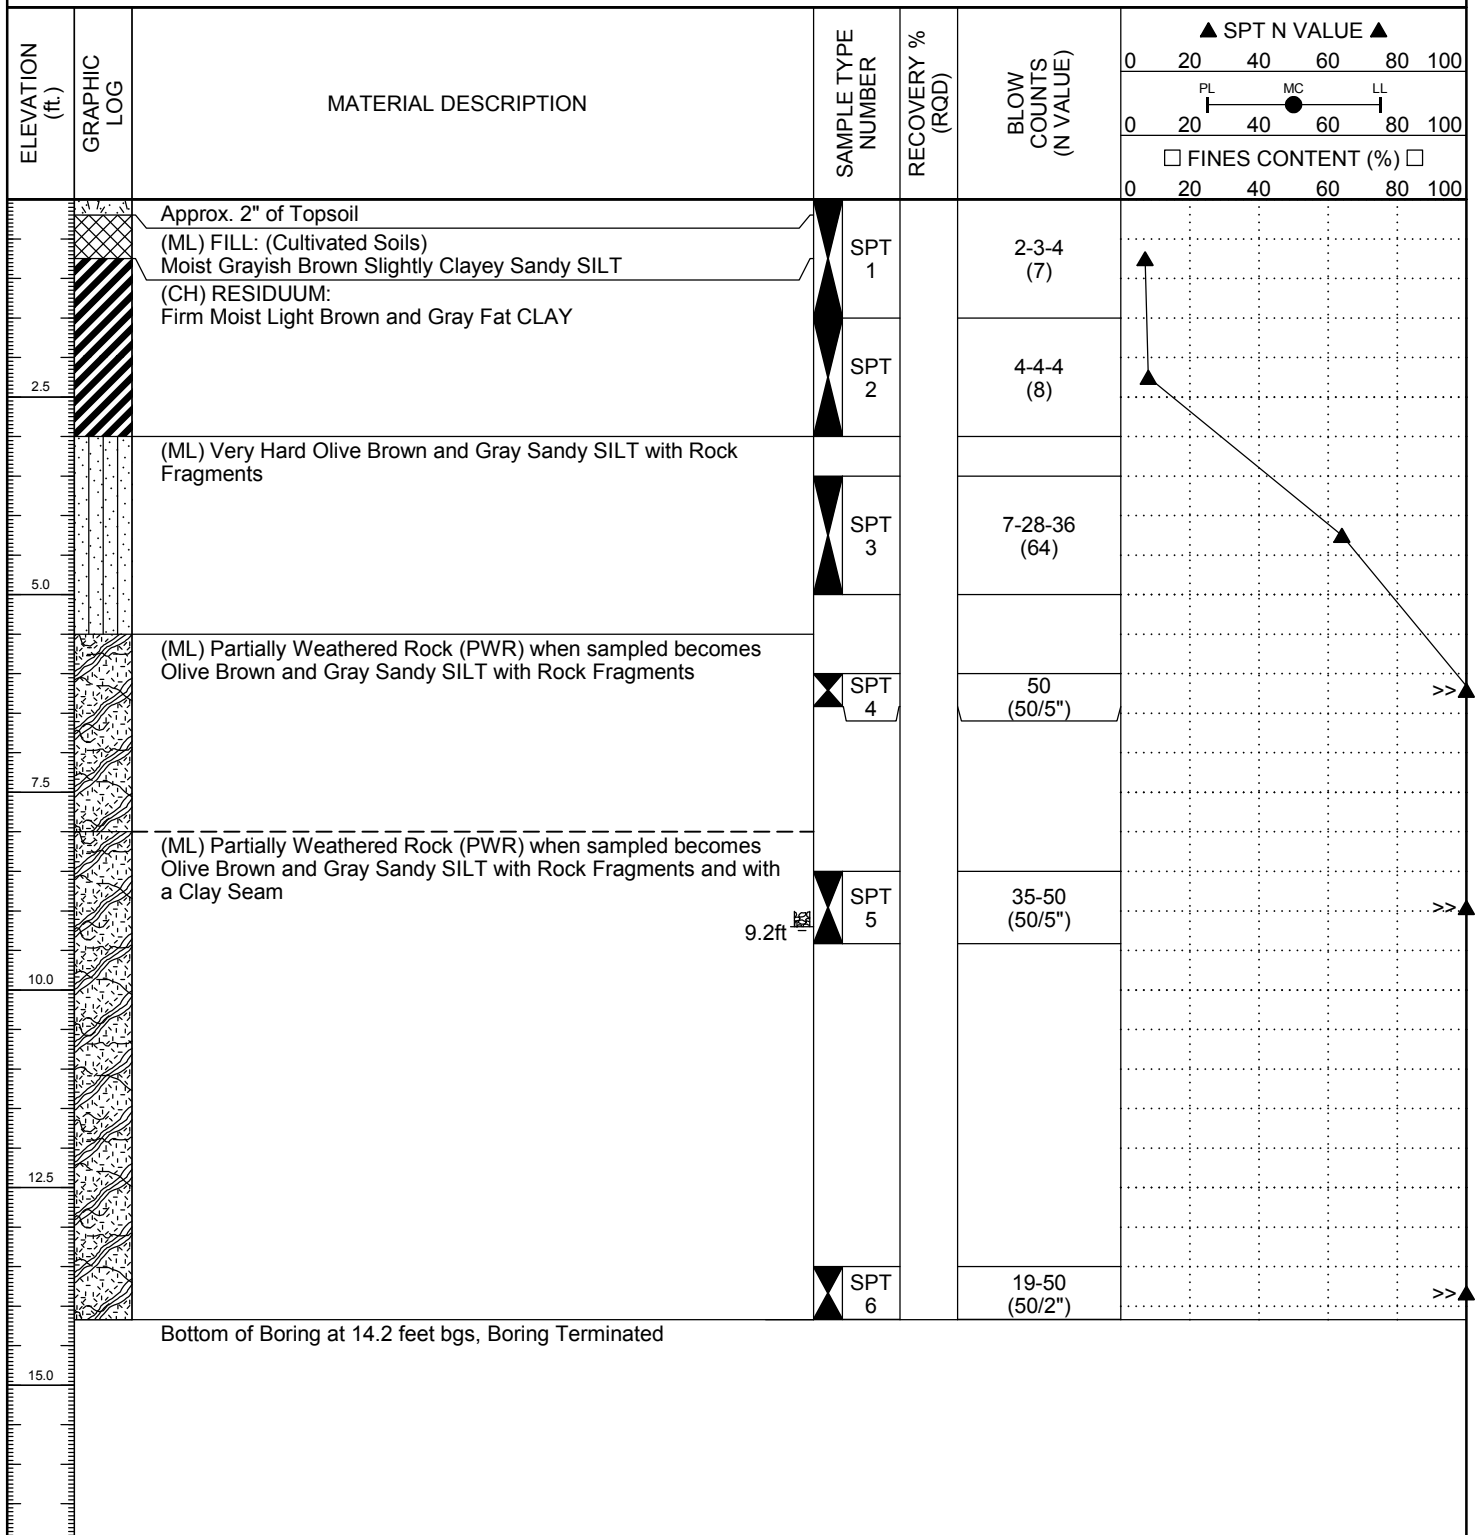 ELEVATION
(ft.)
GRAPHIC
LOG
MATERIAL DESCRIPTION
SAMPLE TYPE
NUMBER
RECOVERY %
(RQD)
BLOW
COUNTS
(N VALUE)
▲ SPT N VALUE ▲
0 20 40 60 80 100
PL MC LL
0 20 40 60 80 100
□ FINES CONTENT (%) □
0 20 40 60 80 100
Approx. 2" of Topsoil
(ML) FILL: (Cultivated Soils)
Moist Grayish Brown Slightly Clayey Sandy SILT
SPT
1
2-3-4
(7)
(CH) RESIDUUM:
Firm Moist Light Brown and Gray Fat CLAY
SPT
2
4-4-4
(8)
2.5
(ML) Very Hard Olive Brown and Gray Sandy SILT with Rock
Fragments
SPT
3
7-28-36
(64)
5.0
(ML) Partially Weathered Rock (PWR) when sampled becomes
Olive Brown and Gray Sandy SILT with Rock Fragments
SPT
4
50
(50/5")
>>
7.5
(ML) Partially Weathered Rock (PWR) when sampled becomes
Olive Brown and Gray Sandy SILT with Rock Fragments and with
a Clay Seam
9.2ft
SPT
5
35-50
(50/5")
>>
10.0
12.5
SPT
6
19-50
(50/2")
>>
Bottom of Boring at 14.2 feet bgs, Boring Terminated
15.0